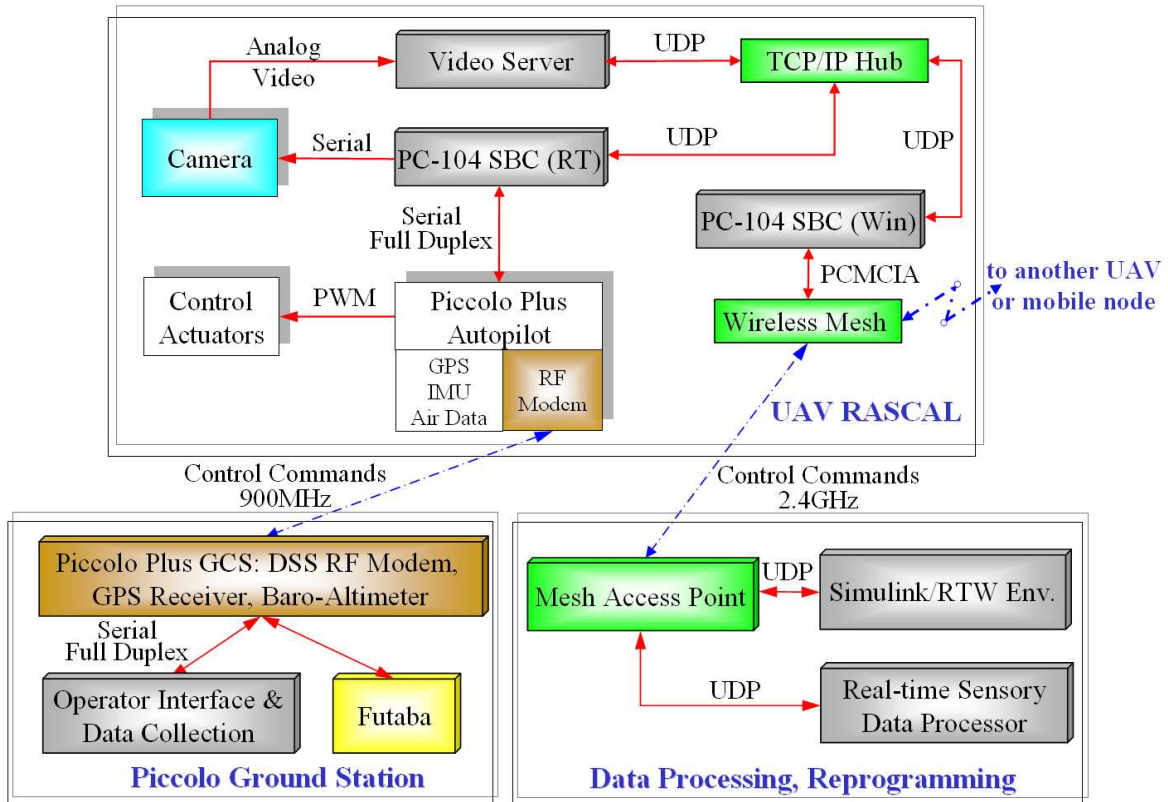 Analog
Video
Video Server
UDP
TCP/IP Hub
Camera
Serial
PC-104 SBC (RT)
UDP
UDP
Serial
Full Duplex
PC-104 SBC (Win)
PCMCIA
to another UAV
or mobile node
Control
Actuators
PWM
Piccolo Plus
Autopilot
Wireless Mesh
GPS
IMU
Air Data
RF
Modem
UAV RASCAL
Control Commands
900MHz
Control Commands
2.4GHz
Piccolo Plus GCS: DSS RF Modem,
GPS Receiver, Baro-Altimeter
Serial
Full Duplex
Operator Interface &
Data Collection
Futaba
Piccolo Ground Station
Mesh Access Point
UDP
Simulink/RTW Env.
UDP
Real-time Sensory
Data Processor
Data Processing, Reprogramming